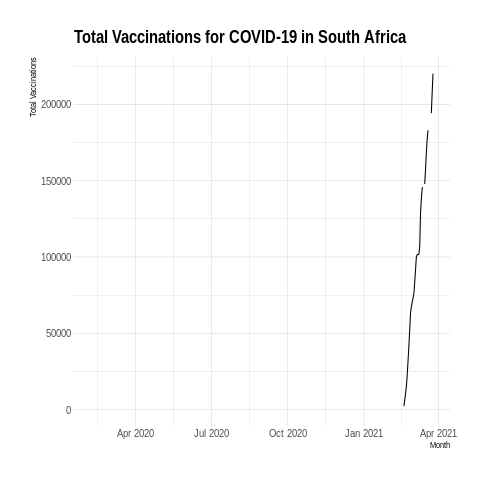 Total Vaccinations for COVID-19 in South Africa
Total Vaccinations
200000
150000
100000
50000
0
Apr 2020 Jul 2020 Oct 2020 Jan 2021 Apr 2021
Month